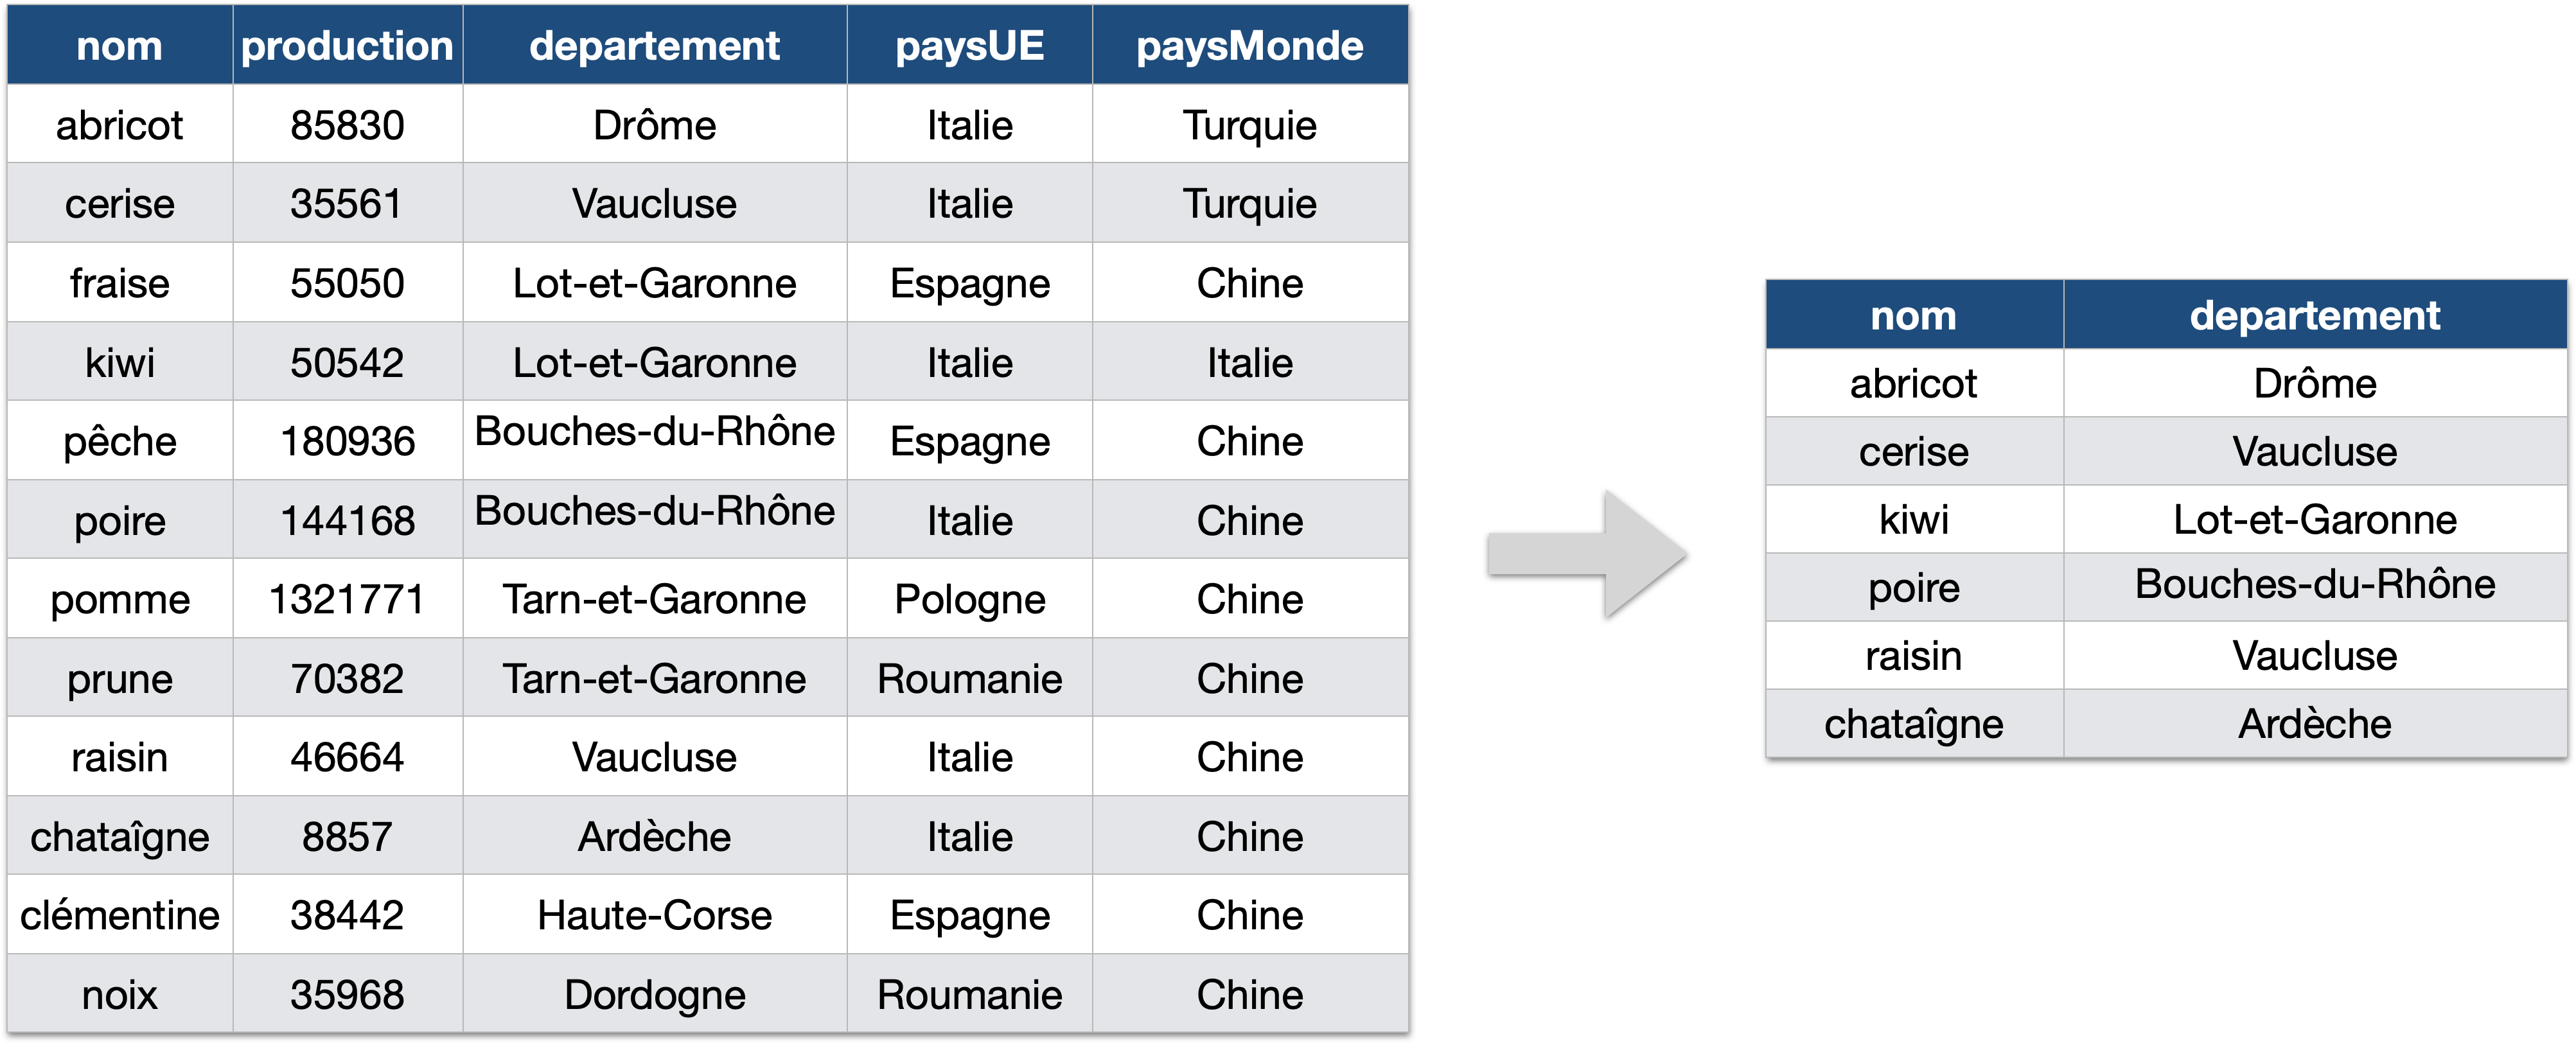 nom production departement paysUE paysMonde
abricot 85830 Drôme Italie Turquie
cerise 35561 Vaucluse Italie Turquie
fraise 55050 Lot-et-Garonne Espagne Chine
kiwi 50542 Lot-et-Garonne Italie Italie
pêche 180936 Bouches-du-Rhône Espagne Chine
poire 144168 Bouches-du-Rhône Italie Chine
pomme 1321771 Tarn-et-Garonne Pologne Chine
prune 70382 Tarn-et-Garonne Roumanie Chine
raisin 46664 Vaucluse Italie Chine
chataîgne 8857 Ardèche Italie Chine
clémentine 38442 Haute-Corse Espagne Chine
noix 35968 Dordogne Roumanie Chine
nom departement
abricot Drôme
cerise Vaucluse
kiwi Lot-et-Garonne
poire Bouches-du-Rhône
raisin Vaucluse
chataîgne Ardèche